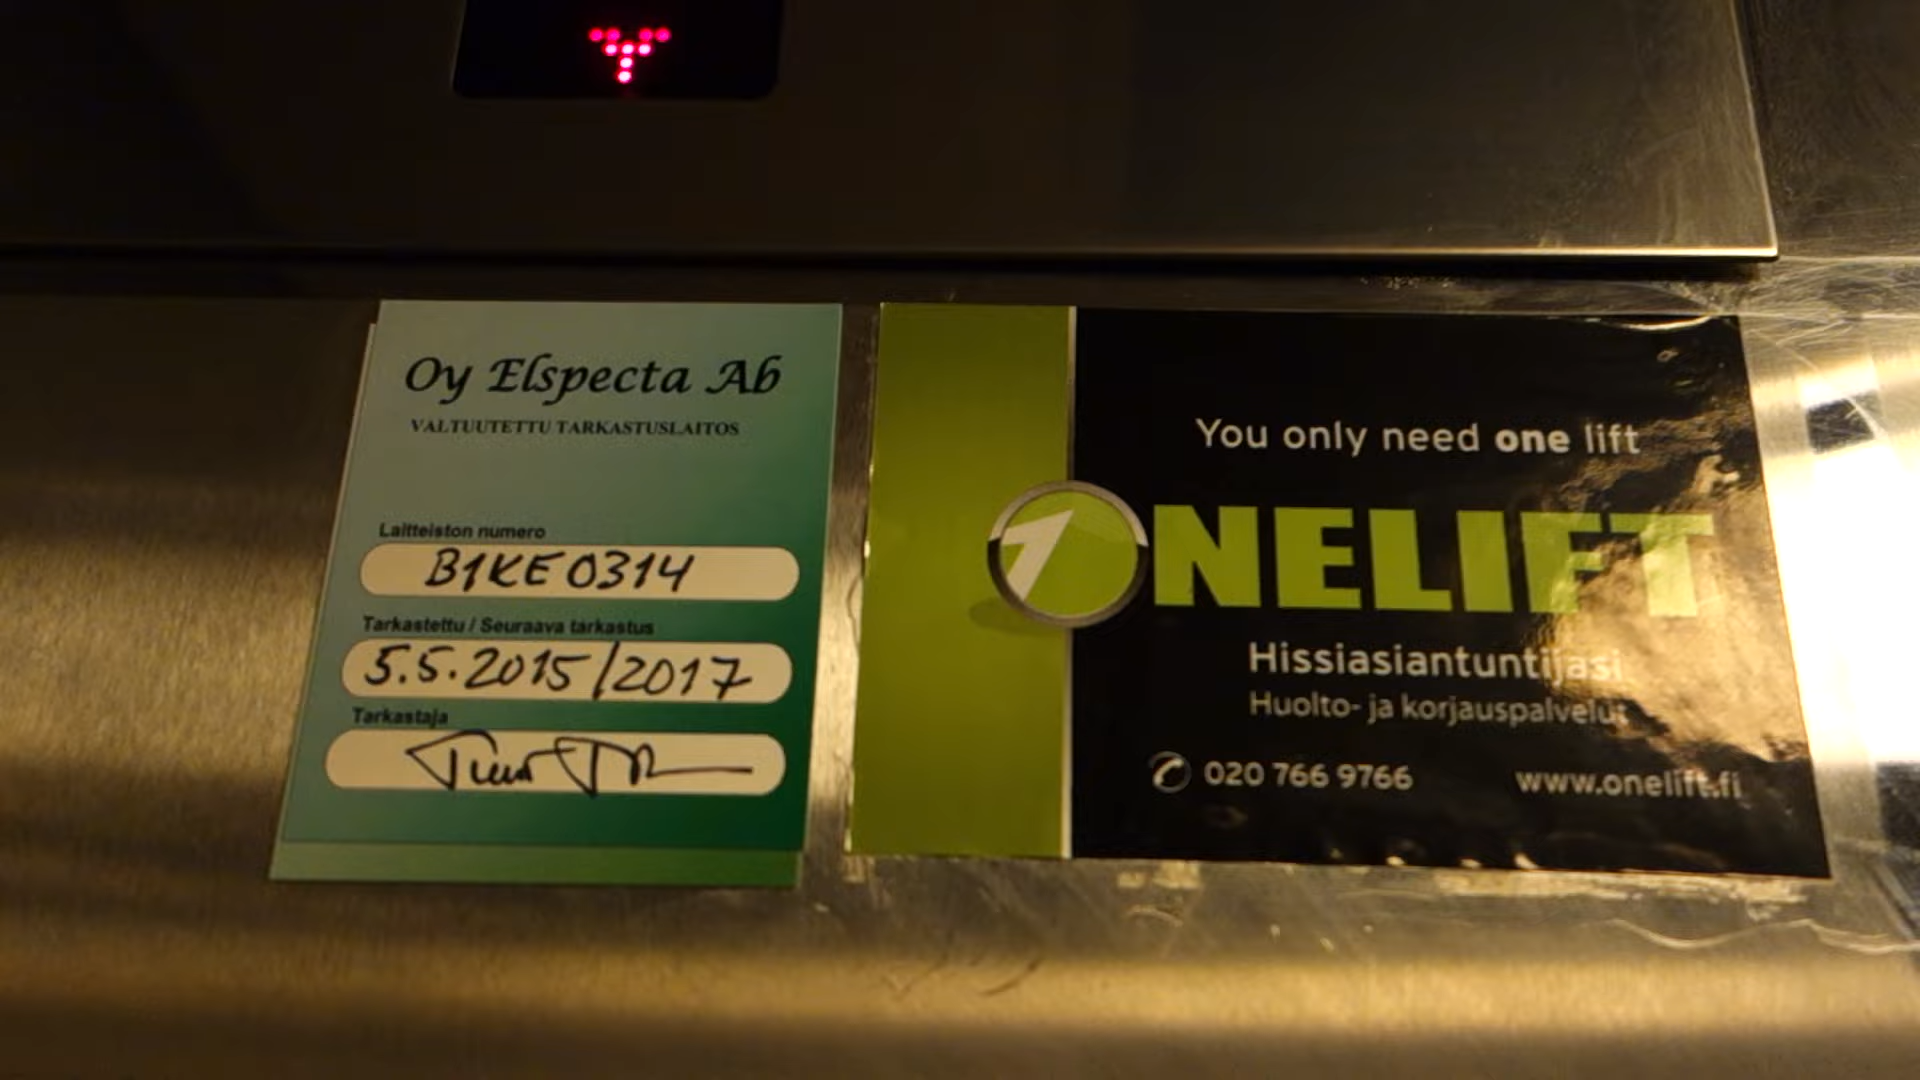 Oy Elspecta Ab
VALTUUTETTU TARKASTUSLAITOS
Laitteiston numero
B1KE0314
Tarkastettu / Seuraava tarkastus
5.5.2015/2017
Tarkastaja
You only need one lift
1NELIFT
Hissiasiantuntijasi
Huolto- ja korjauspalvelut
020 766 9766
www.onelift.fi